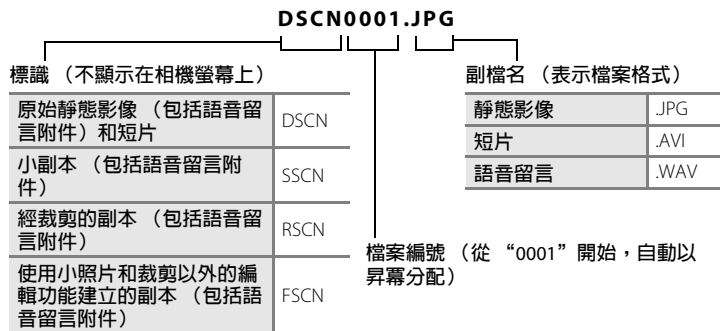 DSCN0001.JPG
標識 （不顯示在相機螢幕上）
原始靜態影像 （包括語音留
言附件）和短片
DSCN
小副本 （包括語音留言附
件）
SSCN
經裁剪的副本 （包括語音留
言附件）
RSCN
使用小照片和裁剪以外的編
輯功能建立的副本 （包括語
音留言附件）
FSCN
副檔名 （表示檔案格式）
靜態影像
.JPG
短片
.AVI
語音留言
.WAV
檔案編號 （從 “0001”開始，自動以
昇冪分配）